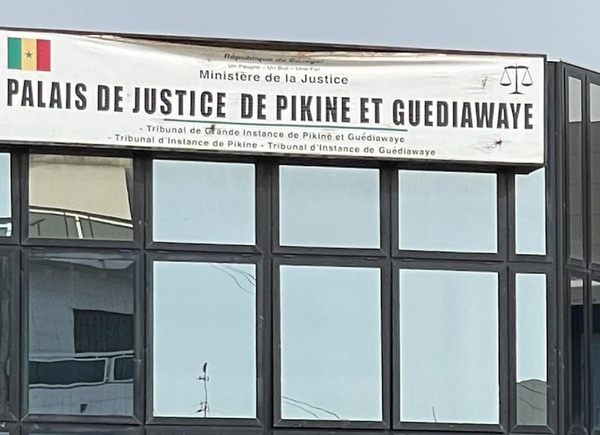 République du Sénégal
Un Peuple - Un But - Une Foi
Ministère de la Justice
PALAIS DE JUSTICE DE PIKINE ET GUEDIAWAYE
- Tribunal de Grande Instance de Pikine et Guédiawaye
- Tribunal d'Instance de Pikine - Tribunal d'Instance de Guédiawaye